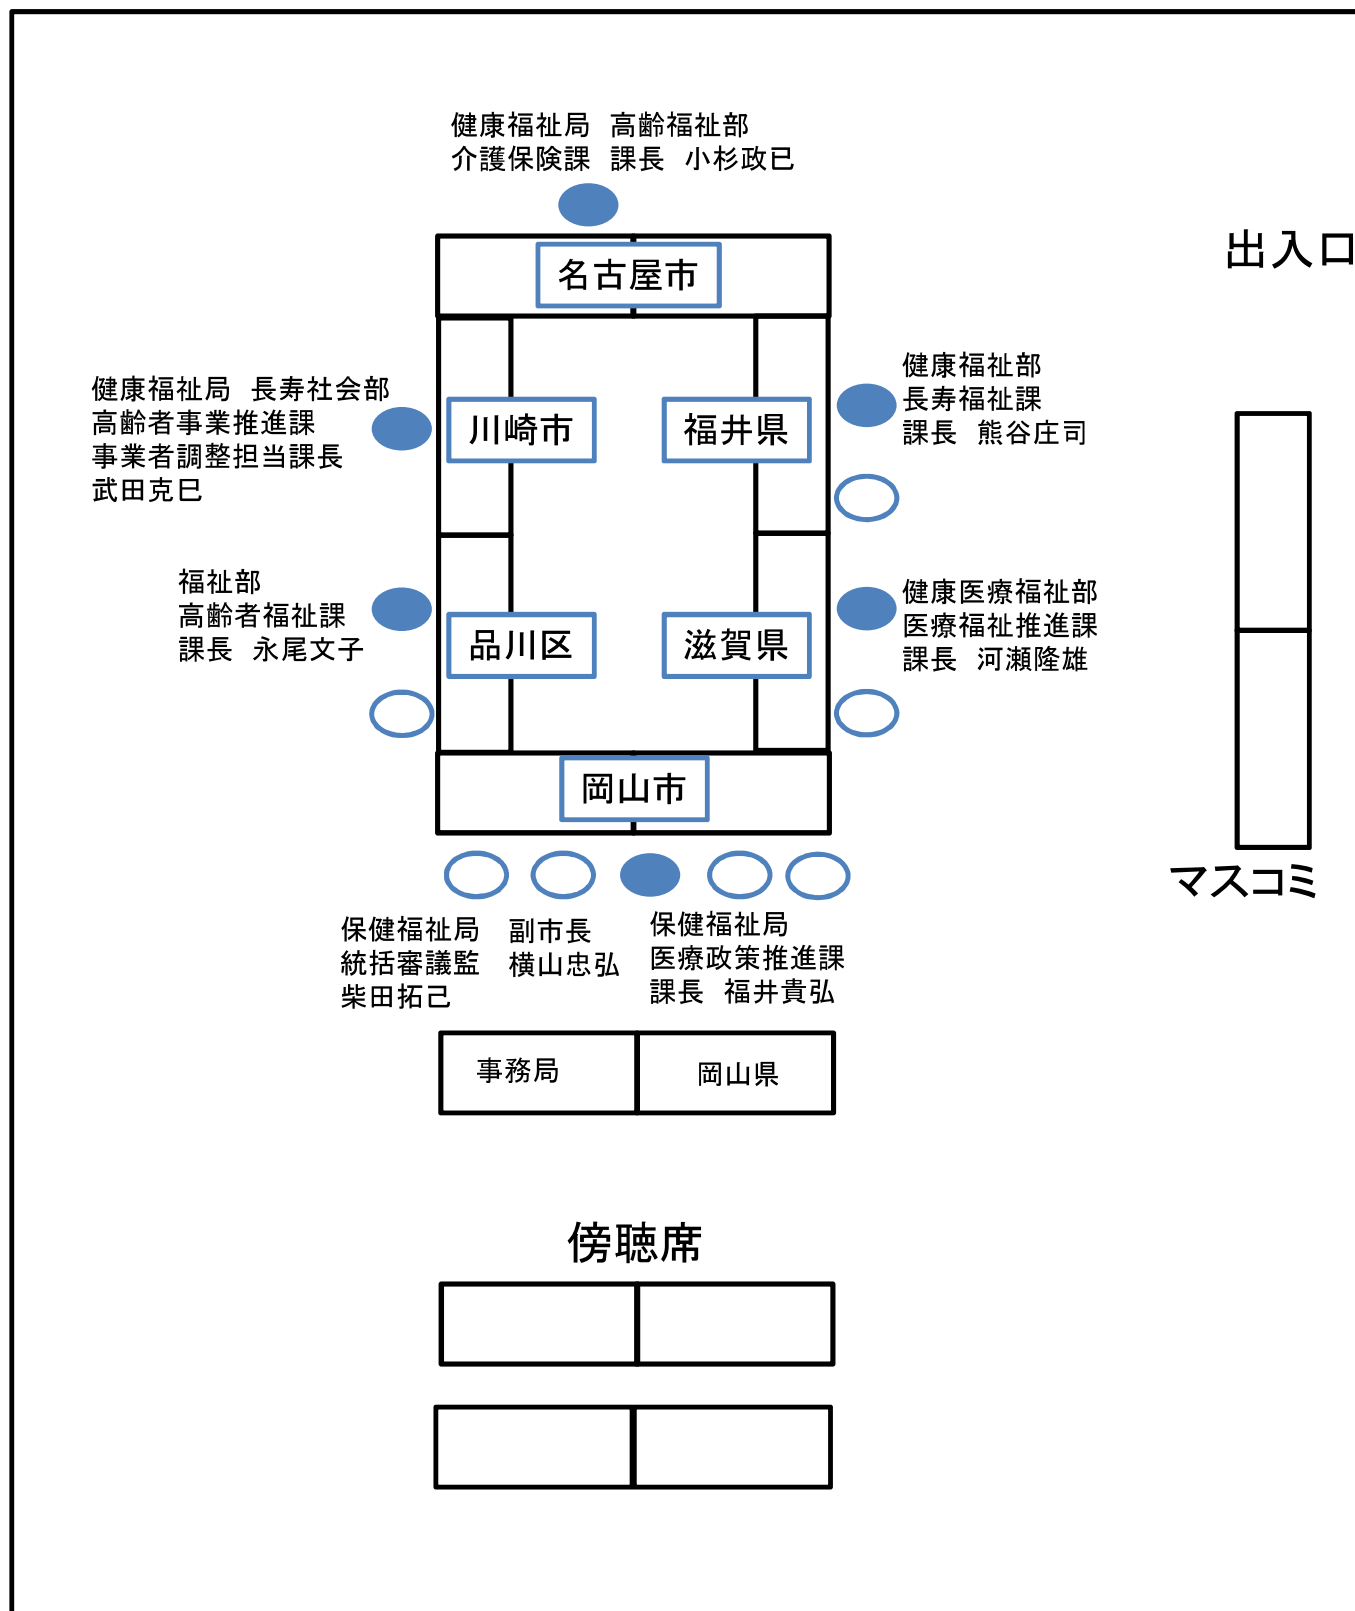 健康福祉局　高齢福祉部
介護保険課　課長　小杉政已
名古屋市
出入口
健康福祉局　長寿社会部
高齢者事業推進課
事業者調整担当課長
武田克巳
川崎市
福井県
健康福祉部
長寿福祉課
課長　熊谷庄司
福祉部
高齢者福祉課
課長　永尾文子
品川区
滋賀県
健康医療福祉部
医療福祉推進課
課長　河瀬隆雄
岡山市
マスコミ
保健福祉局
統括審議監
柴田拓己
副市長
横山忠弘
保健福祉局
医療政策推進課
課長　福井貴弘
事務局
岡山県
傍聴席